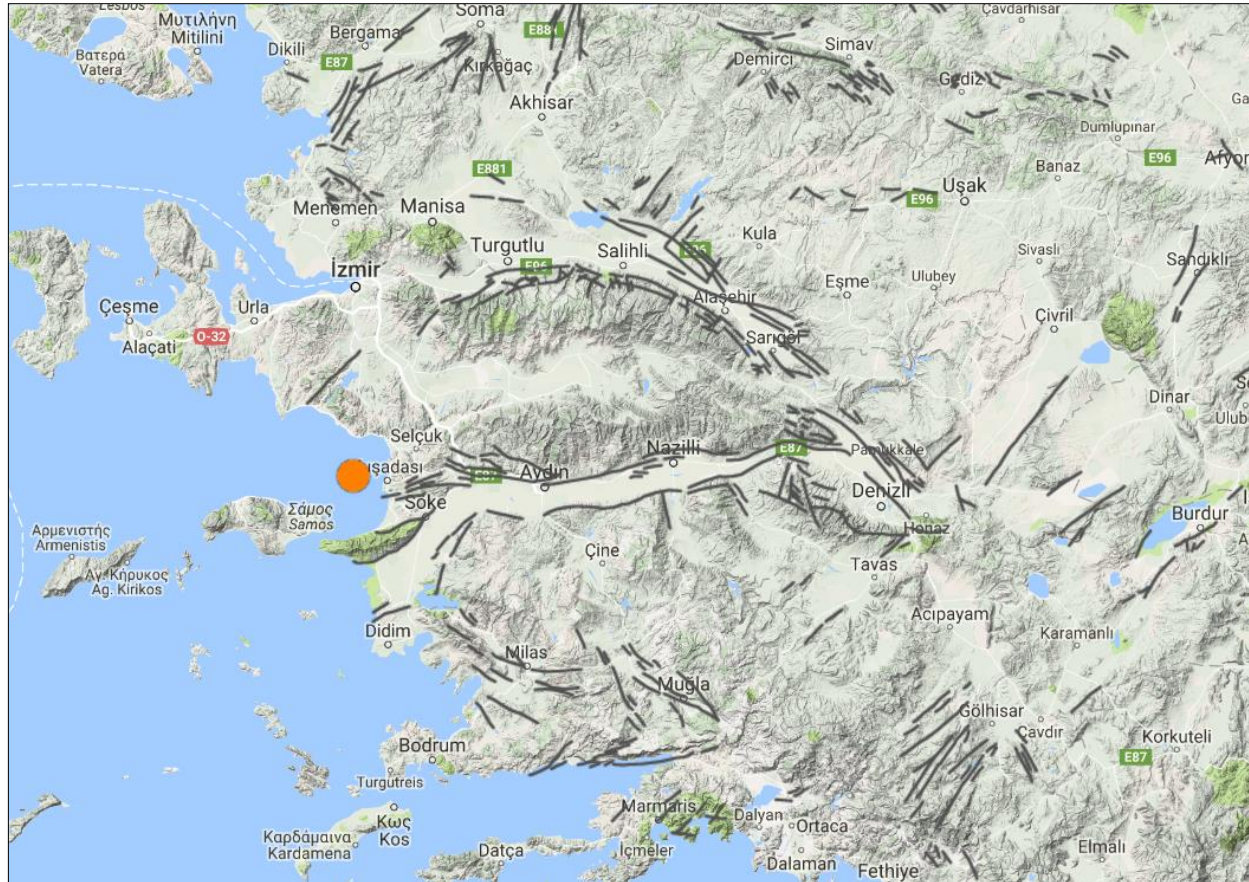 Lesbos
Μυτιλήνη
Mitilini
Βατερά
Vatera
Dikili
Bergama
Soma
E881
E87
Kırkağaç
Akhisar
Demirci
Simav
Gediz
Çavdarhisar
Dumlupınar
Banaz
E96
Afyon
E881
Menemen
Manisa
Turgutlu
E96
Salihli
Kula
E96
Uşak
Sivaslı
Sandıklı
İzmir
Çeşme
Urla
Alaçatı
O-32
Alaşehir
Eşme
Ulubey
Çivril
Sarıgöl
Dinar
Selçuk
Nazilli
E87
Pamukkale
Kuşadası
E87
Aydın
Denizli
Söke
Σάμος
Samos
Honaz
Burdur
Αρμενιστής
Armenistis
Αγ. Κήρυκος
Ag. Kirikos
Çine
Tavas
Acıpayam
Karamanlı
Didim
Milas
Muğla
Gölhisar
Çavdır
Korkuteli
E87
Bodrum
Turgutreis
Marmaris
Dalyan
Ortaca
Κως
Kos
Καρδάμαινα
Kardamena
Datça
İçmeler
Dalaman
Fethiye
Elmalı